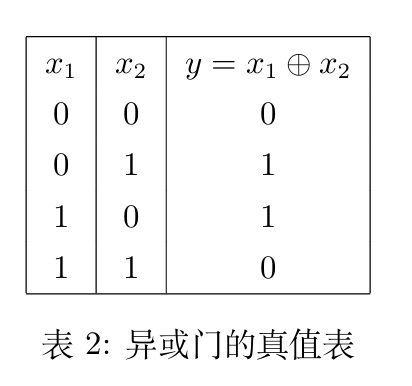 x₁ x₂ y = x₁ ⊕ x₂
0 0 0
0 1 1
1 0 1
1 1 0
表 2: 异或门的真值表